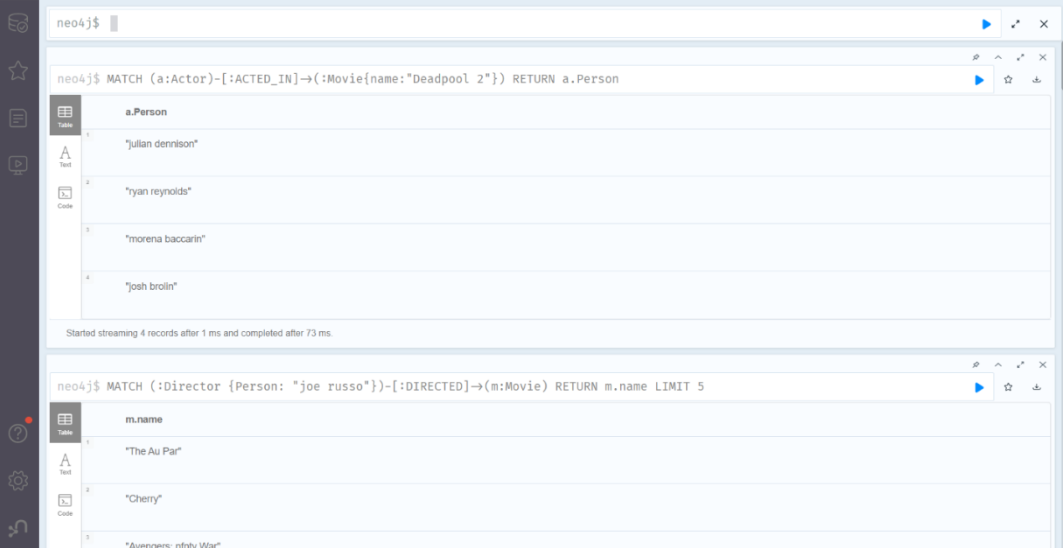 neo4j$
neo4j$ MATCH (a:Actor)-[:ACTED_IN]→(:Movie{name:"Deadpool 2"}) RETURN a.Person
Table
Text
Code
a.Person
1
"julian dennison"
2
"ryan reynolds"
3
"morena baccarin"
4
"josh brolin"
Started streaming 4 records after 1 ms and completed after 73 ms.
neo4j$ MATCH (:Director {Person: "joe russo"})-[:DIRECTED]→(m:Movie) RETURN m.name LIMIT 5
Table
Text
Code
m.name
1
"The Au Par"
2
"Cherry"
3
"Avengers: nfnty War"